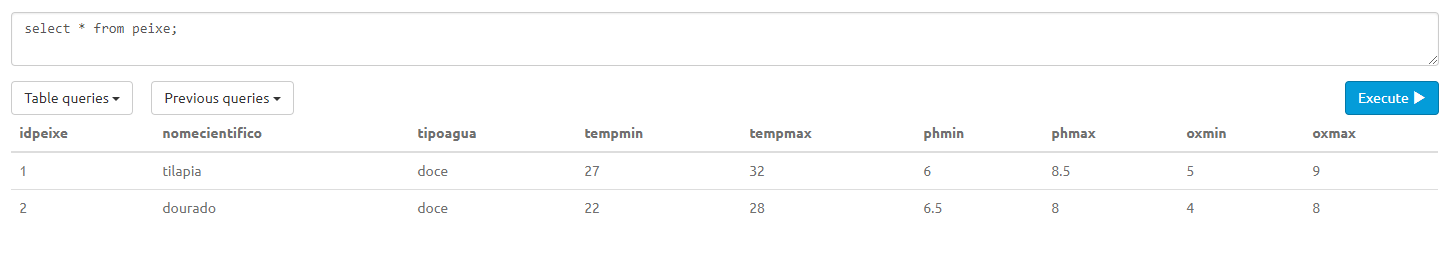 select * from peixe;
Table queries Previous queries Execute
idpeixe nomecientifico tipoagua tempmin tempmax phmin phmax oxmin oxmax
1 tilapia doce 27 32 6 8.5 5 9
2 dourado doce 22 28 6.5 8 4 8